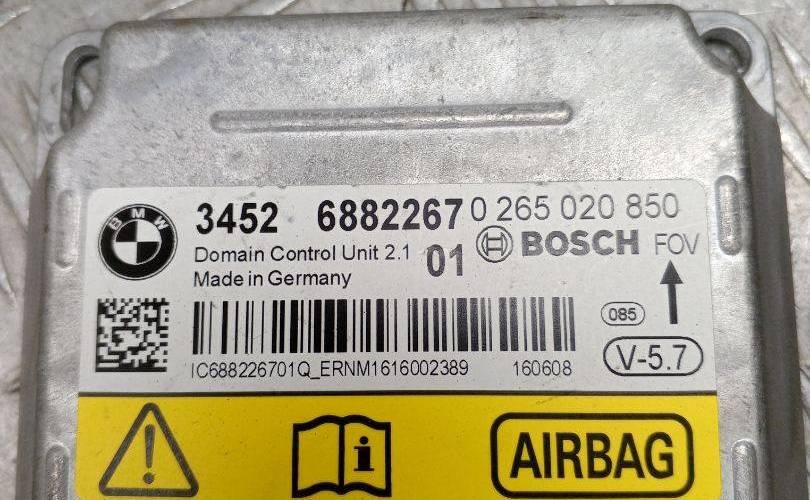 BMW
3452 6882267 0 265 020 850
Domain Control Unit 2.1 01 BOSCH FOV
Made in Germany
085
V-5.7
IC688226701Q_ERNM1616002389 160608
AIRBAG